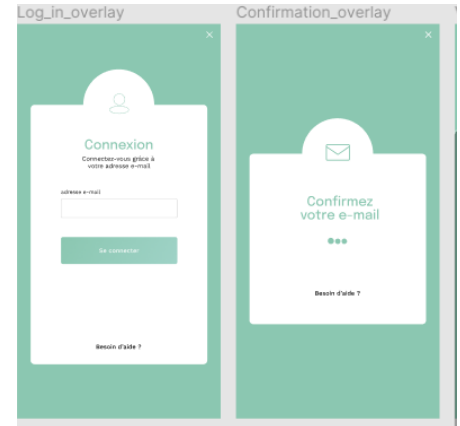 Log_in_overlay
Connexion
Connectez-vous grâce à
votre adresse e-mail
adresse e-mail
Se connecter
Besoin d'aide ?
Confirmation_overlay
Confirmez
votre e-mail
Besoin d'aide ?